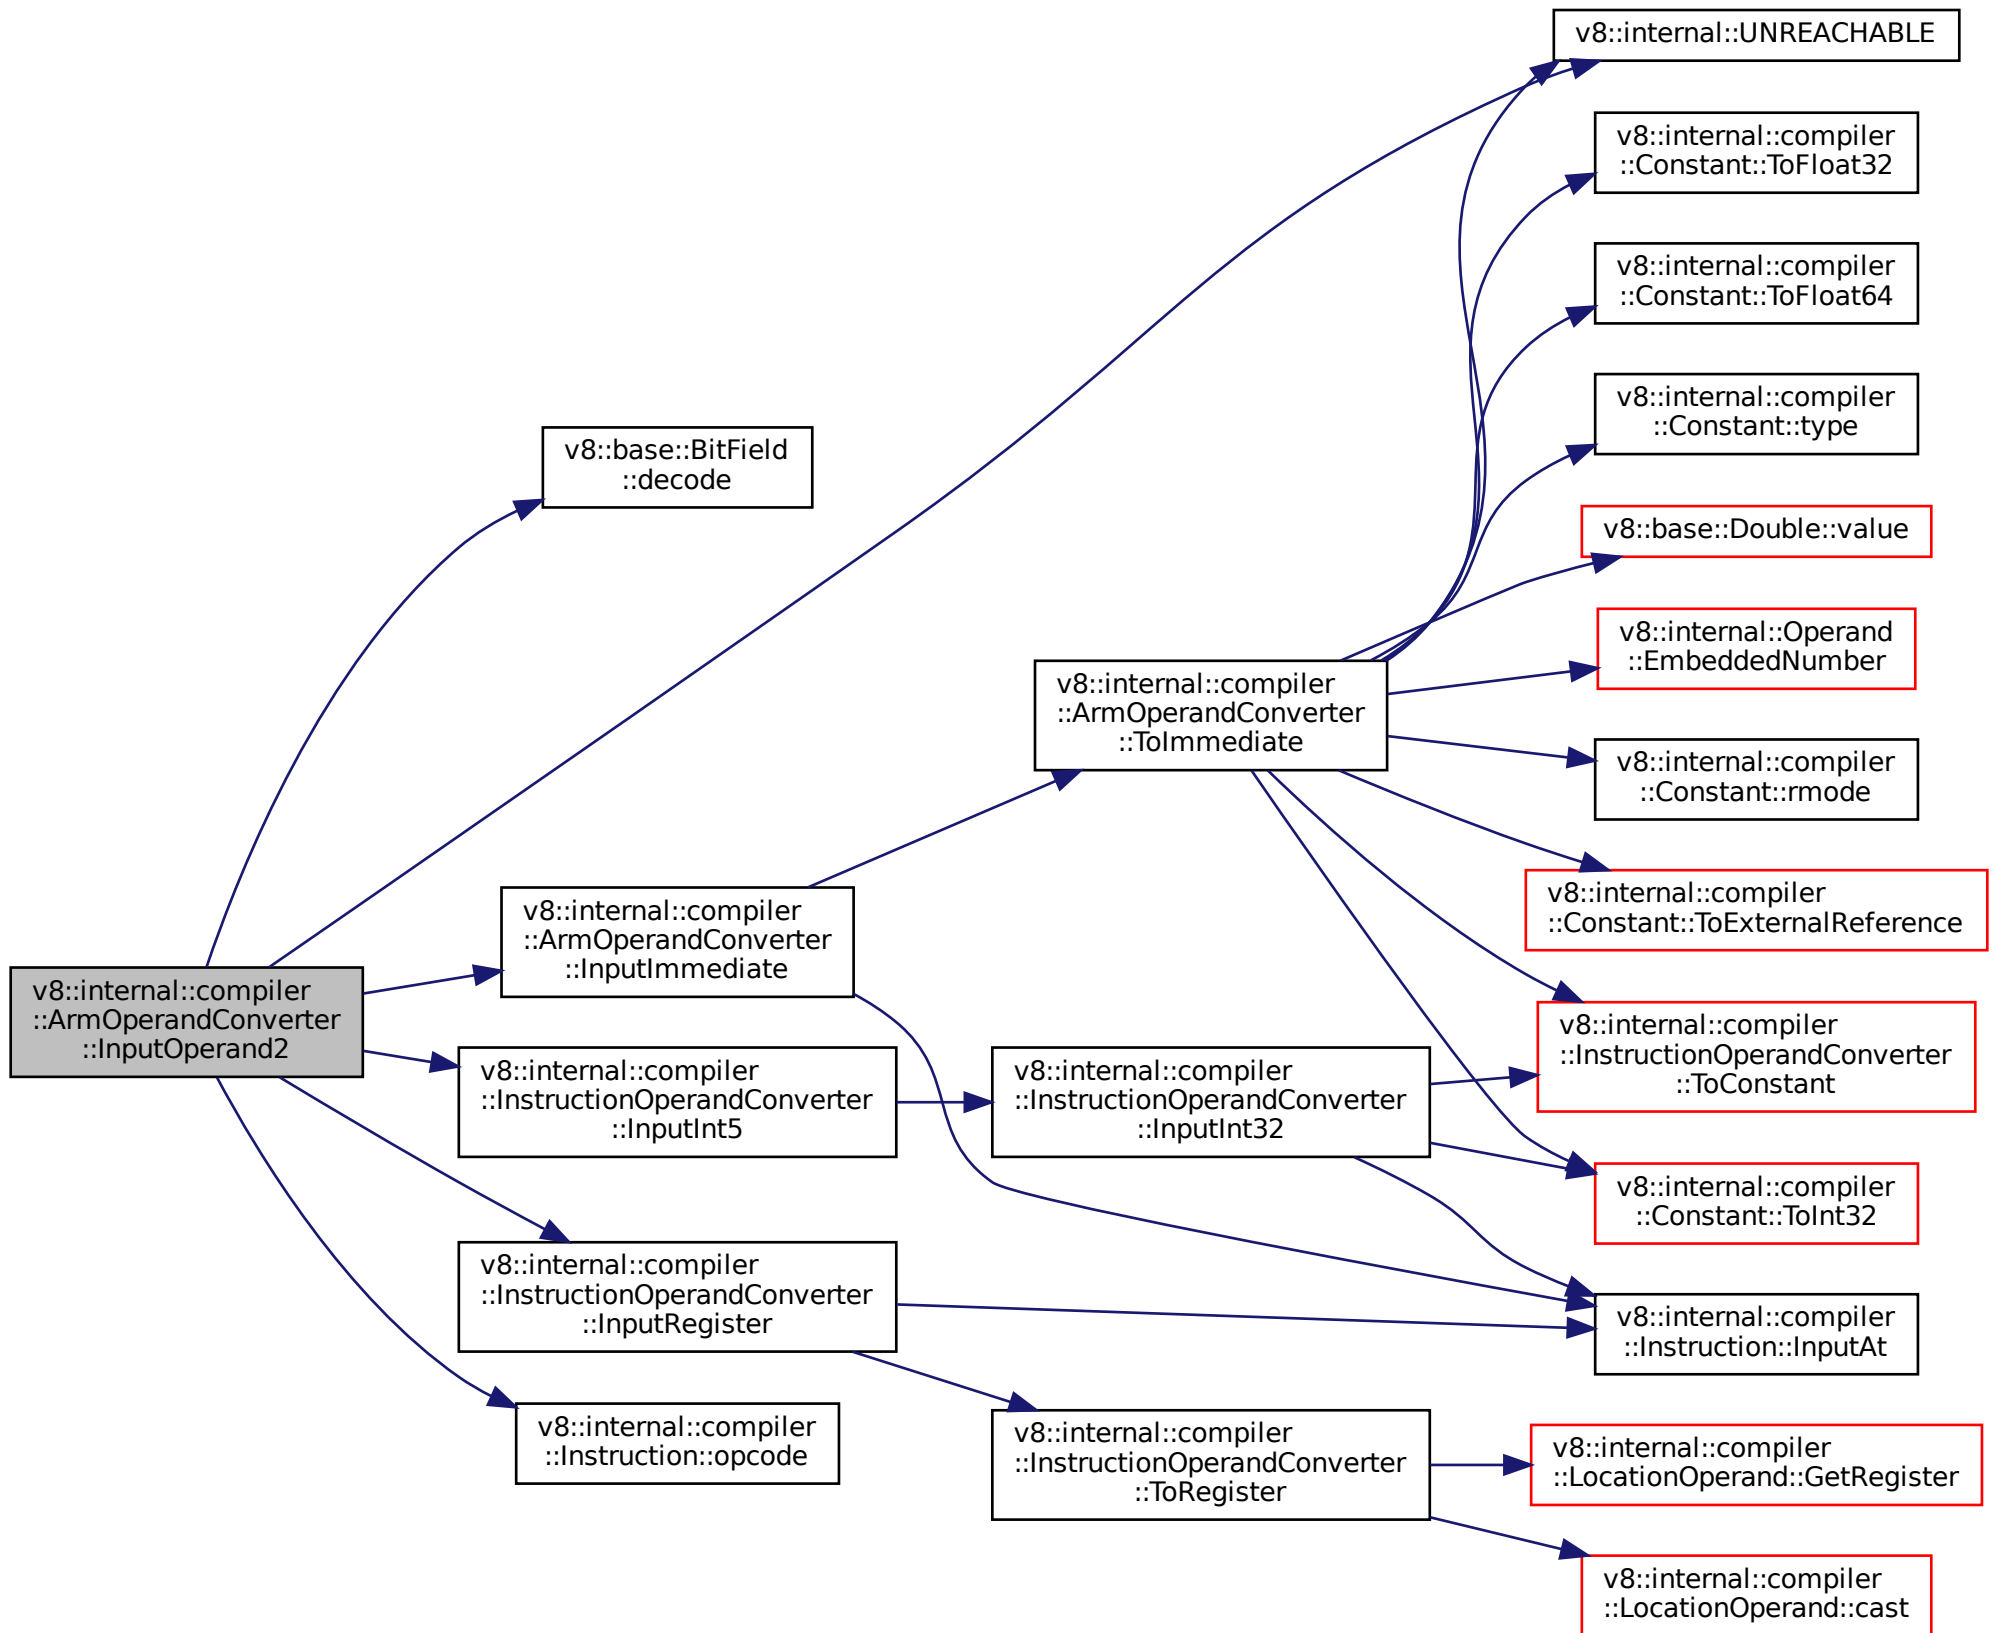 v8::internal::UNREACHABLE
v8::internal::compiler
::Constant::ToFloat32
v8::internal::compiler
::Constant::ToFloat64
v8::internal::compiler
::Constant::type
v8::base::BitField
::decode
v8::base::Double::value
v8::internal::Operand
::EmbeddedNumber
v8::internal::compiler
::ArmOperandConverter
::ToImmediate
v8::internal::compiler
::Constant::rmode
v8::internal::compiler
::Constant::ToExternalReference
v8::internal::compiler
::ArmOperandConverter
::InputImmediate
v8::internal::compiler
::ArmOperandConverter
::InputOperand2
v8::internal::compiler
::InstructionOperandConverter
::ToConstant
v8::internal::compiler
::InstructionOperandConverter
::InputInt5
v8::internal::compiler
::InstructionOperandConverter
::InputInt32
v8::internal::compiler
::Constant::ToInt32
v8::internal::compiler
::InstructionOperandConverter
::InputRegister
v8::internal::compiler
::Instruction::InputAt
v8::internal::compiler
::Instruction::opcode
v8::internal::compiler
::InstructionOperandConverter
::ToRegister
v8::internal::compiler
::LocationOperand::GetRegister
v8::internal::compiler
::LocationOperand::cast